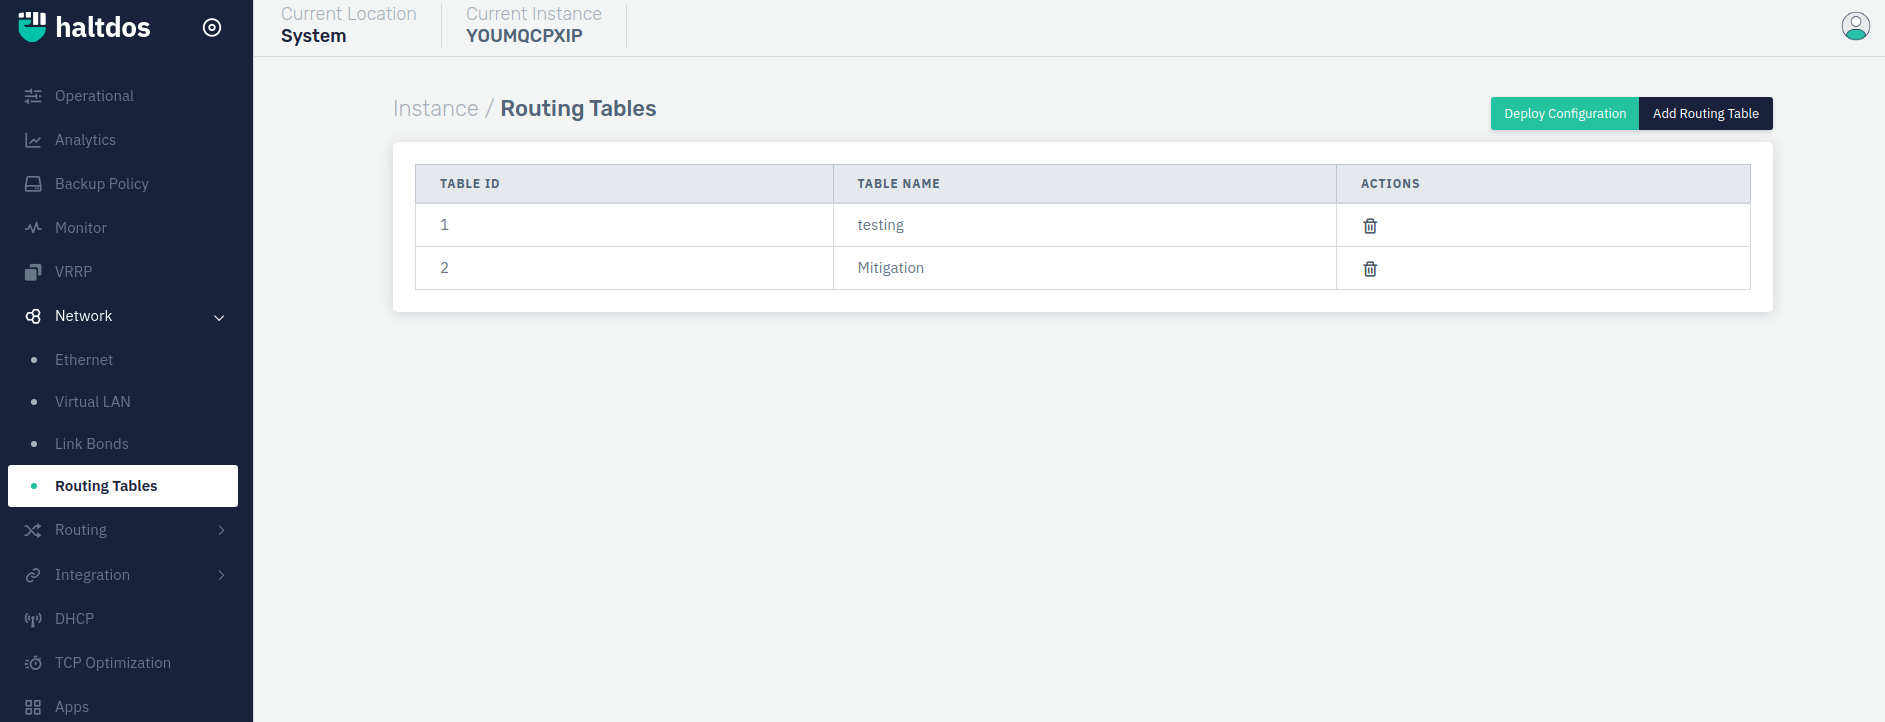 haltdos
Operational
Analytics
Backup Policy
Monitor
VRRP
Network
Ethernet
Virtual LAN
Link Bonds
Routing Tables
Routing
Integration
DHCP
TCP Optimization
Apps
Current Location
System
Current Instance
YOUMQCPXIP
Instance / Routing Tables
Deploy Configuration
Add Routing Table
TABLE ID TABLE NAME ACTIONS
1 testing
2 Mitigation